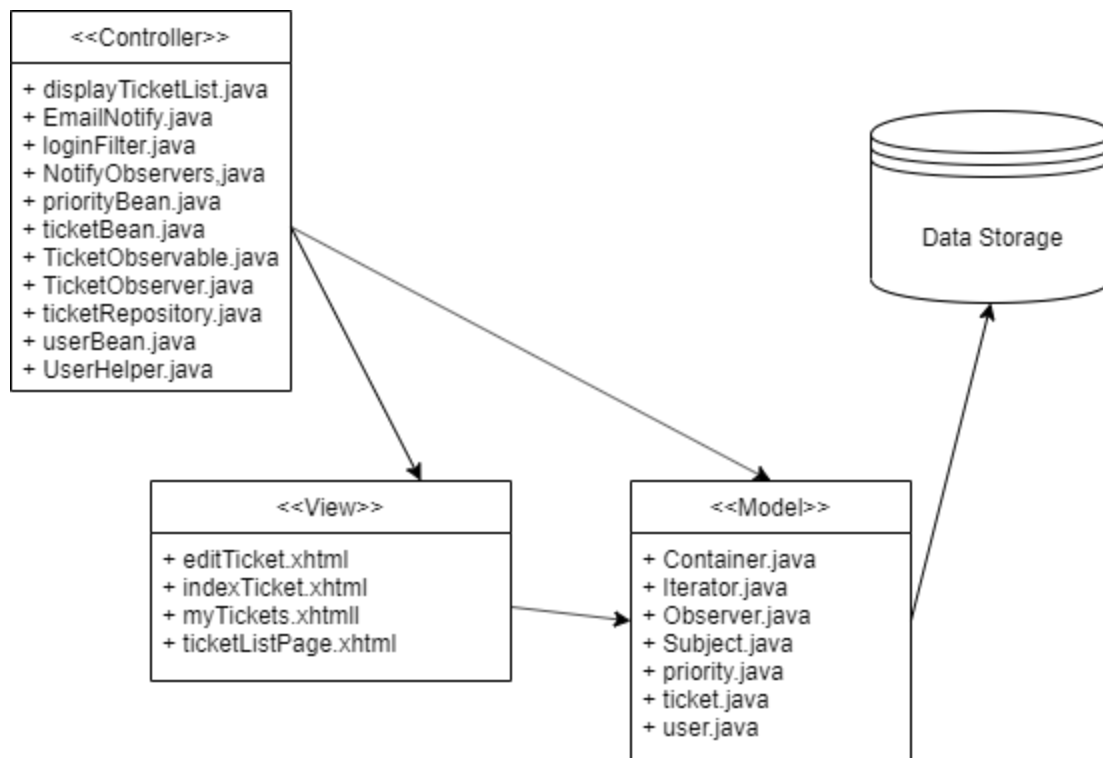 <<Controller>>
+ displayTicketList.java
+ EmailNotify.java
+ loginFilter.java
+ NotifyObservers,java
+ priorityBean.java
+ ticketBean.java
+ TicketObservable.java
+ TicketObserver.java
+ ticketRepository.java
+ userBean.java
+ UserHelper.java
Data Storage
<<View>>
+ editTicket.xhtml
+ indexTicket.xhtml
+ myTickets.xhtmll
+ ticketListPage.xhtml
<<Model>>
+ Container.java
+ Iterator.java
+ Observer.java
+ Subject.java
+ priority.java
+ ticket.java
+ user.java